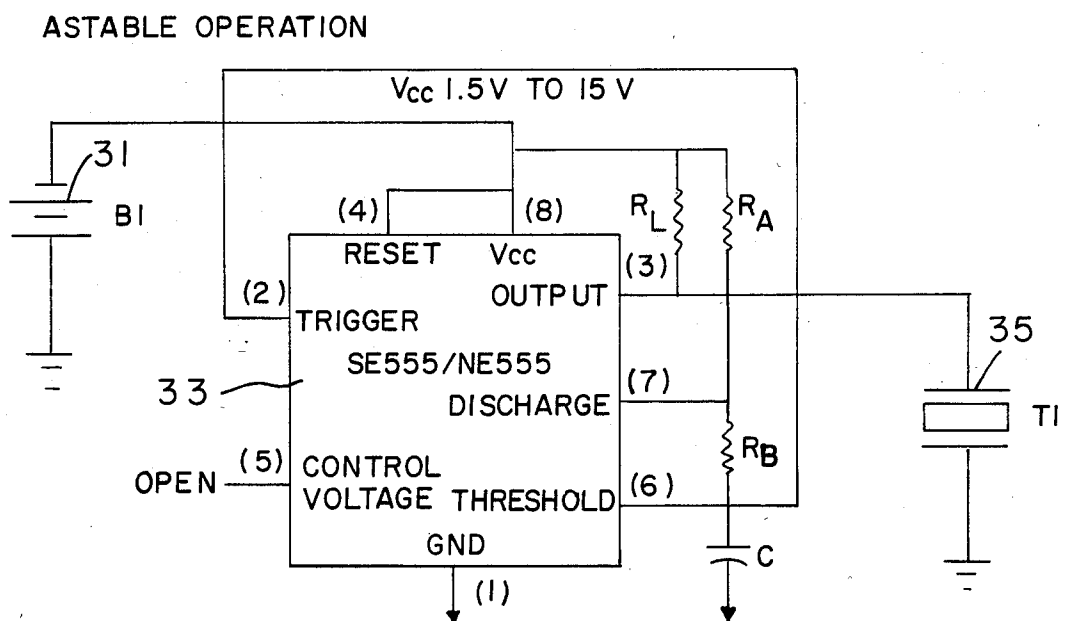 ASTABLE OPERATION
Vcc 1.5V TO 15 V
31
B1
(4)
(8)
RL
RA
RESET
Vcc
(3)
(2)
OUTPUT
TRIGGER
35
SE555/NE555
33
(7)
DISCHARGE
T1
RB
(5)
CONTROL
VOLTAGE
OPEN
(6)
THRESHOLD
GND
C
(1)